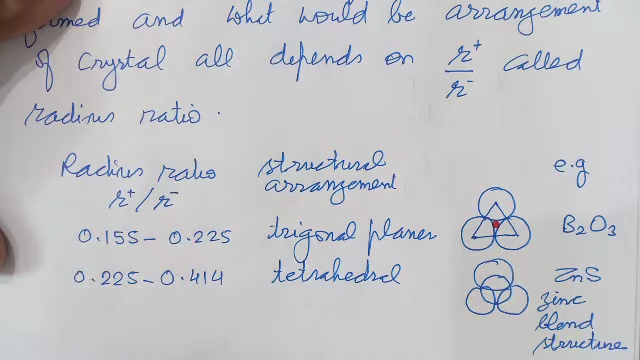 formed and what would be arrangement
of crystal all depends on r⁺/r⁻ called
radius ratio.
Radius ratio structural e.g
r⁺/r⁻ arrangement
0.155 – 0.225 trigonal planer B₂O₃
0.225 – 0.414 tetrahedral ZnS
zinc
blend
structure